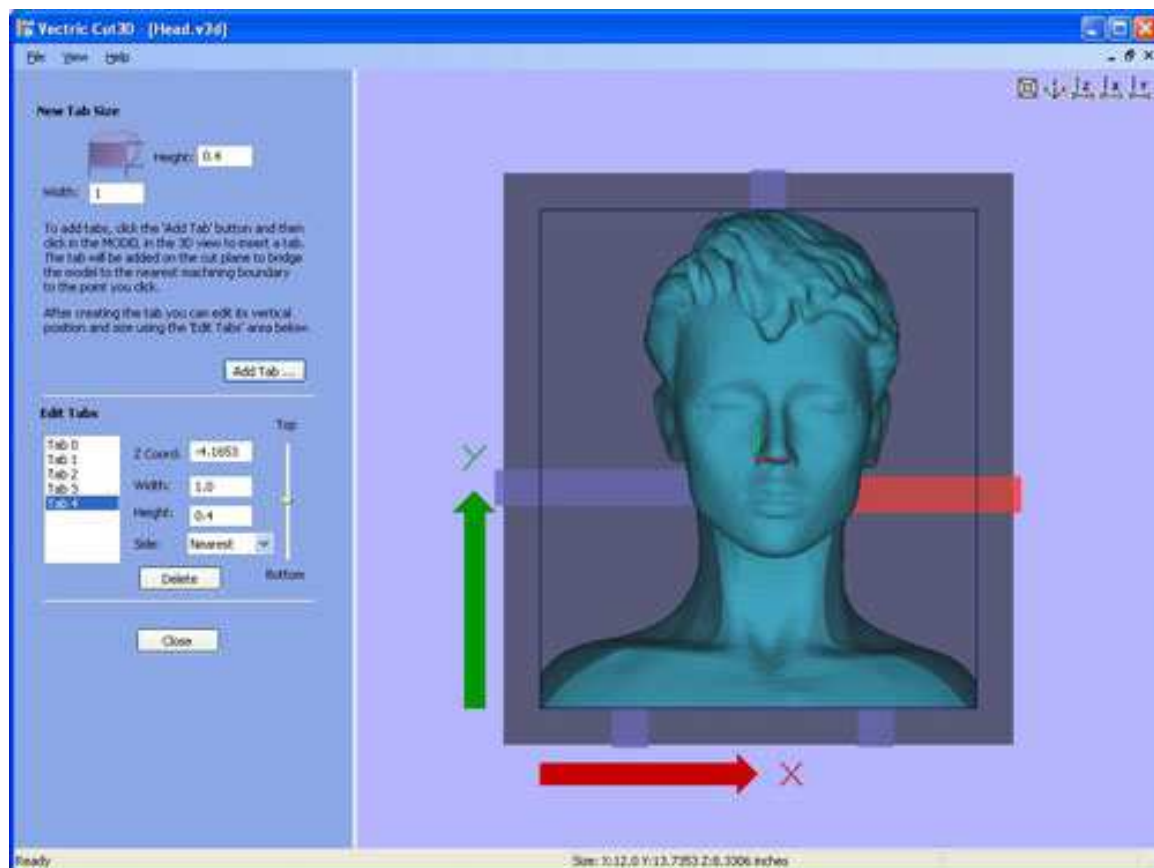 Vectric Cut3D - [Head.v3d]
File View Help
New Tab Size
Height: 0.4
Width: 1
To add tabs, click the 'Add Tab' button and then
click in the MODEL in the 3D view to insert a tab.
The tab will be added on the cut plane to bridge
the model to the nearest machining boundary
to the point you click.
After creating the tab you can edit its vertical
position and size using the 'Edit Tabs' area below.
Add Tab ...
Edit Tabs
Top
Tab 0
Tab 1
Tab 2
Tab 3
Tab 4
Z Coord: -4.1653
Width: 1.0
Height: 0.4
Side: Nearest
Bottom
Delete
Close
Z X Y
Y
X
Ready
Size: X:12.0 Y:13.7353 Z:8.3306 inches